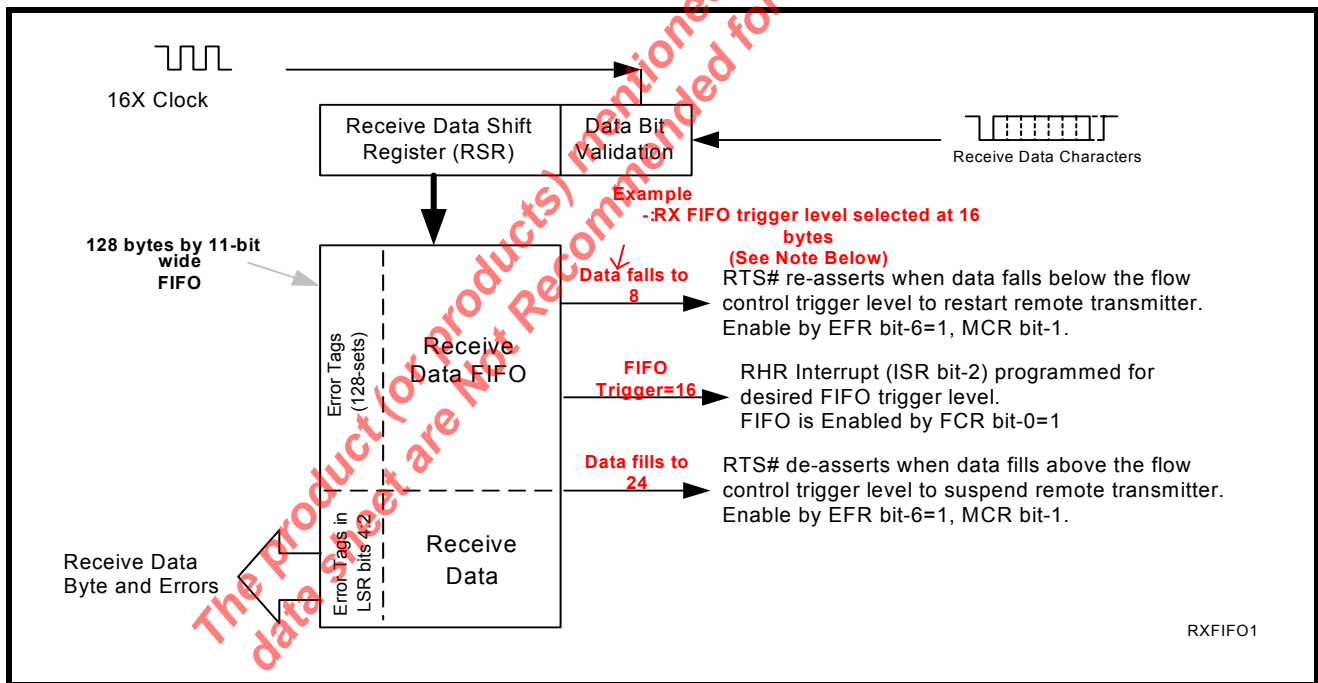 16X Clock
Receive Data Shift
Register (RSR)
Data Bit
Validation
Receive Data Characters
Example
-:RX FIFO trigger level selected at 16
bytes
(See Note Below)
128 bytes by 11-bit
wide
FIFO
Data falls to
8
RTS# re-asserts when data falls below the flow
control trigger level to restart remote transmitter.
Enable by EFR bit-6=1, MCR bit-1.
Error Tags
(128-sets)
Receive
Data FIFO
FIFO
Trigger=16
RHR Interrupt (ISR bit-2) programmed for
desired FIFO trigger level.
FIFO is Enabled by FCR bit-0=1
Data fills to
24
RTS# de-asserts when data fills above the flow
control trigger level to suspend remote transmitter.
Enable by EFR bit-6=1, MCR bit-1.
Error Tags in
LSR bits 4:2
Receive
Data
Receive Data
Byte and Errors
RXFIFO1
The product (or products) mentioned
data sheet are Not Recommended for